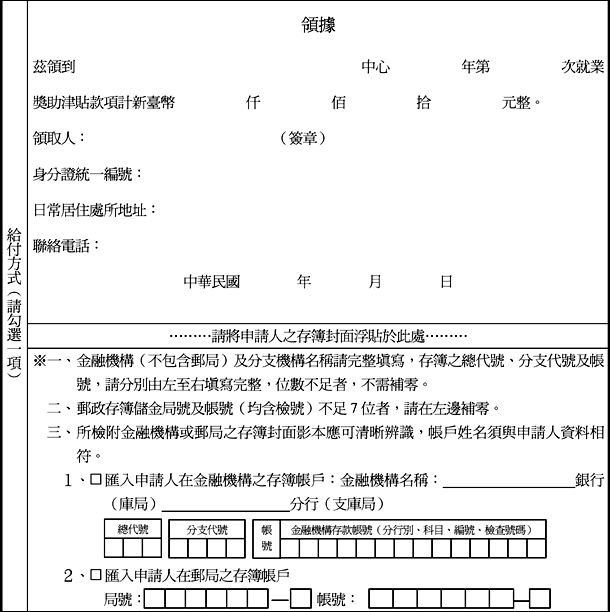 領據
茲領到 中心 年第 次就業
獎助津貼款項計新臺幣 仟 佰 拾 元整。
領取人： （簽章）
身分證統一編號：
日常居住處所地址：
聯絡電話：
中華民國 年 月 日
給付方式（請勾選一項）
………請將申請人之存簿封面浮貼於此處………
※一、金融機構（不包含郵局）及分支機構名稱請完整填寫，存簿之總代號、分支代號及帳
號，請分別由左至右填寫完整，位數不足者，不需補零。
二、郵政存簿儲金局號及帳號（均含檢號）不足7位者，請在左邊補零。
三、所檢附金融機構或郵局之存簿封面影本應可清晰辨識，帳戶姓名須與申請人資料相
符。
1、□匯入申請人在金融機構之存簿帳戶：金融機構名稱：＿＿＿＿＿＿＿銀行
（庫局）＿＿＿＿＿＿＿分行（支庫局）
總代號 分支代號 帳號 金融機構存款帳號（分行別、科目、編號、檢查號碼）
2、□匯入申請人在郵局之存簿帳戶
局號：□□□□□□—□ 帳號：□□□□□□—□